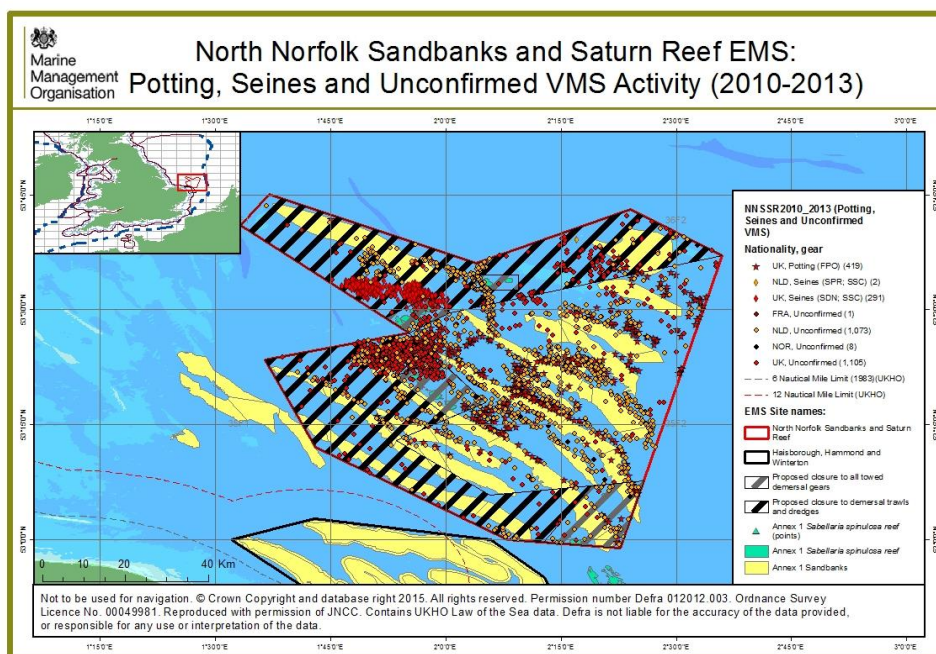 Marine
Management
Organisation
North Norfolk Sandbanks and Saturn Reef EMS:
Potting, Seines and Unconfirmed VMS Activity (2010-2013)
1°15'0"E
1°30'0"E
1°45'0"E
2°0'0"E
2°15'0"E
2°30'0"E
2°45'0"E
3°0'0"E
53°45'0"N
53°30'0"N
53°15'0"N
53°0'0"N
36F2
NNSSR2010_2013 (Potting,
Seines and Unconfirmed
VMS)
Nationality, gear
UK, Potting (FPO) (419)
NLD, Seines (SPR; SSC) (2)
UK, Seines (SDN; SSC) (291)
FRA, Unconfirmed (1)
NLD, Unconfirmed (1,073)
NOR, Unconfirmed (8)
UK, Unconfirmed (1,105)
6 Nautical Mile Limit (1983)(UKHO)
12 Nautical Mile Limit (UKHO)
EMS Site names:
North Norfolk Sandbanks and Saturn
Reef
Haisborough, Hammond and
Winterton
Proposed closure to all towed
demersal gears
Proposed closure to demersal trawls
and dredges
Annex 1 Sabellaria spinulosa reef
(points)
Annex 1 Sabellaria spinulosa reef
Annex 1 Sandbanks
0 10 20 40 Km
Not to be used for navigation. © Crown Copyright and database right 2015. All rights reserved. Permission number Defra 012012.003. Ordnance Survey
Licence No. 00049981. Reproduced with permission of JNCC. Contains UKHO Law of the Sea data. Defra is not liable for the accuracy of the data provided,
or responsible for any use or interpretation of the data.
1°15'0"E
1°30'0"E
1°45'0"E
2°0'0"E
2°15'0"E
2°30'0"E
2°45'0"E
3°0'0"E